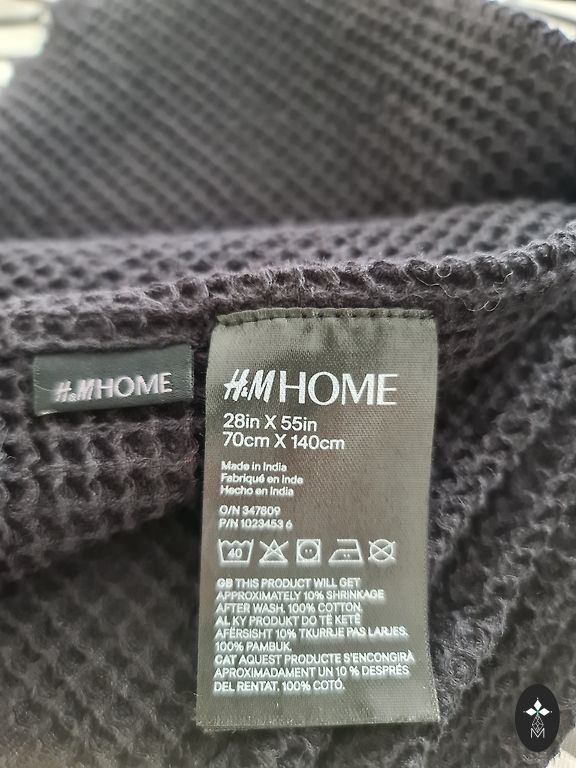 H&M HOME
H&M HOME
28in X 55in
70cm X 140cm
Made in India
Fabriqué en Inde
Hecho en India
O/N 347809
P/N 1023453 6
40
GB THIS PRODUCT WILL GET
APPROXIMATELY 10% SHRINKAGE
AFTER WASH. 100% COTTON.
AL KY PRODUKT DO TË KETË
AFËRSISHT 10% TKURRJE PAS LARJES.
100% PAMBUK.
CAT AQUEST PRODUCTE S'ENCONGIRÀ
APROXIMADAMENT UN 10 % DESPRÉS
DEL RENTAT. 100% COTÓ.
M